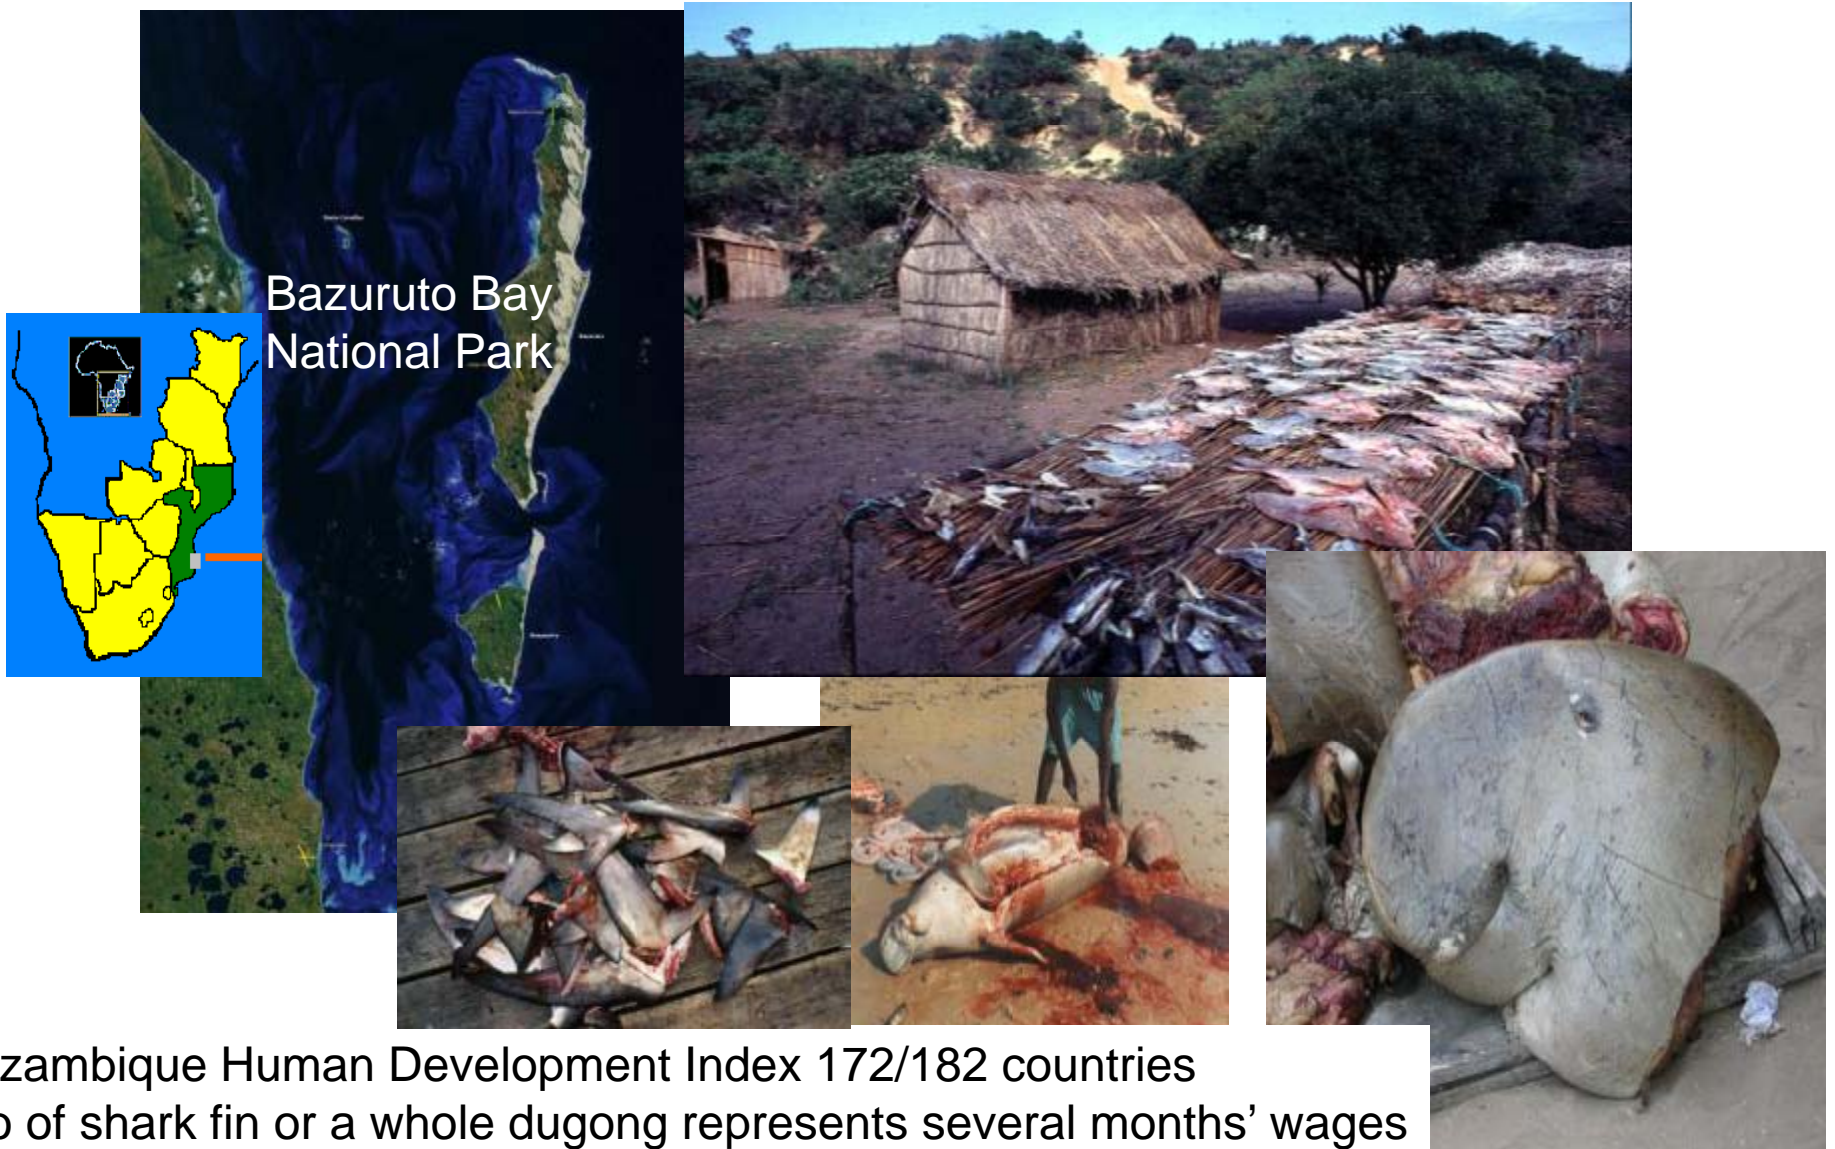 Bazuruto Bay
National Park
zambique Human Development Index 172/182 countries
o of shark fin or a whole dugong represents several months’ wages